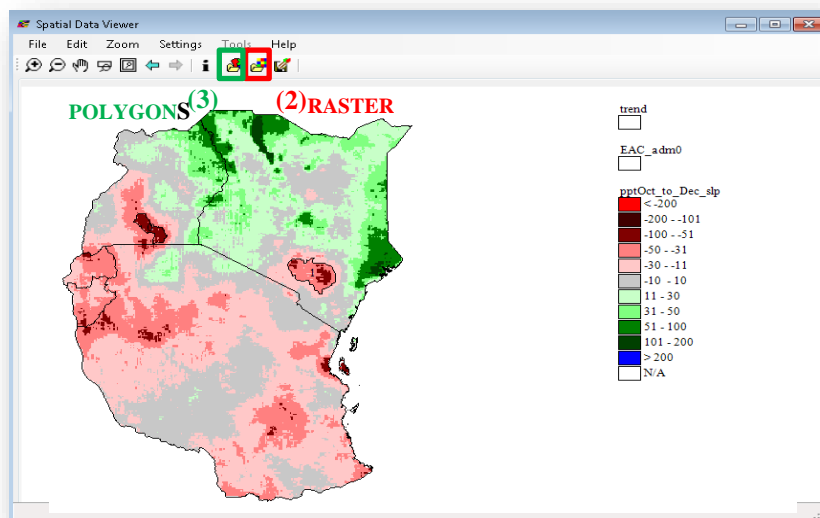 Spatial Data Viewer
File Edit Zoom Settings Tools Help
POLYGONS(3)
(2)RASTER
trend
EAC_adm0
pptOct_to_Dec_slp
< -200
-200 - -101
-100 - -51
-50 - -31
-30 - -11
-10 - 10
11 - 30
31 - 50
51 - 100
101 - 200
> 200
N/A